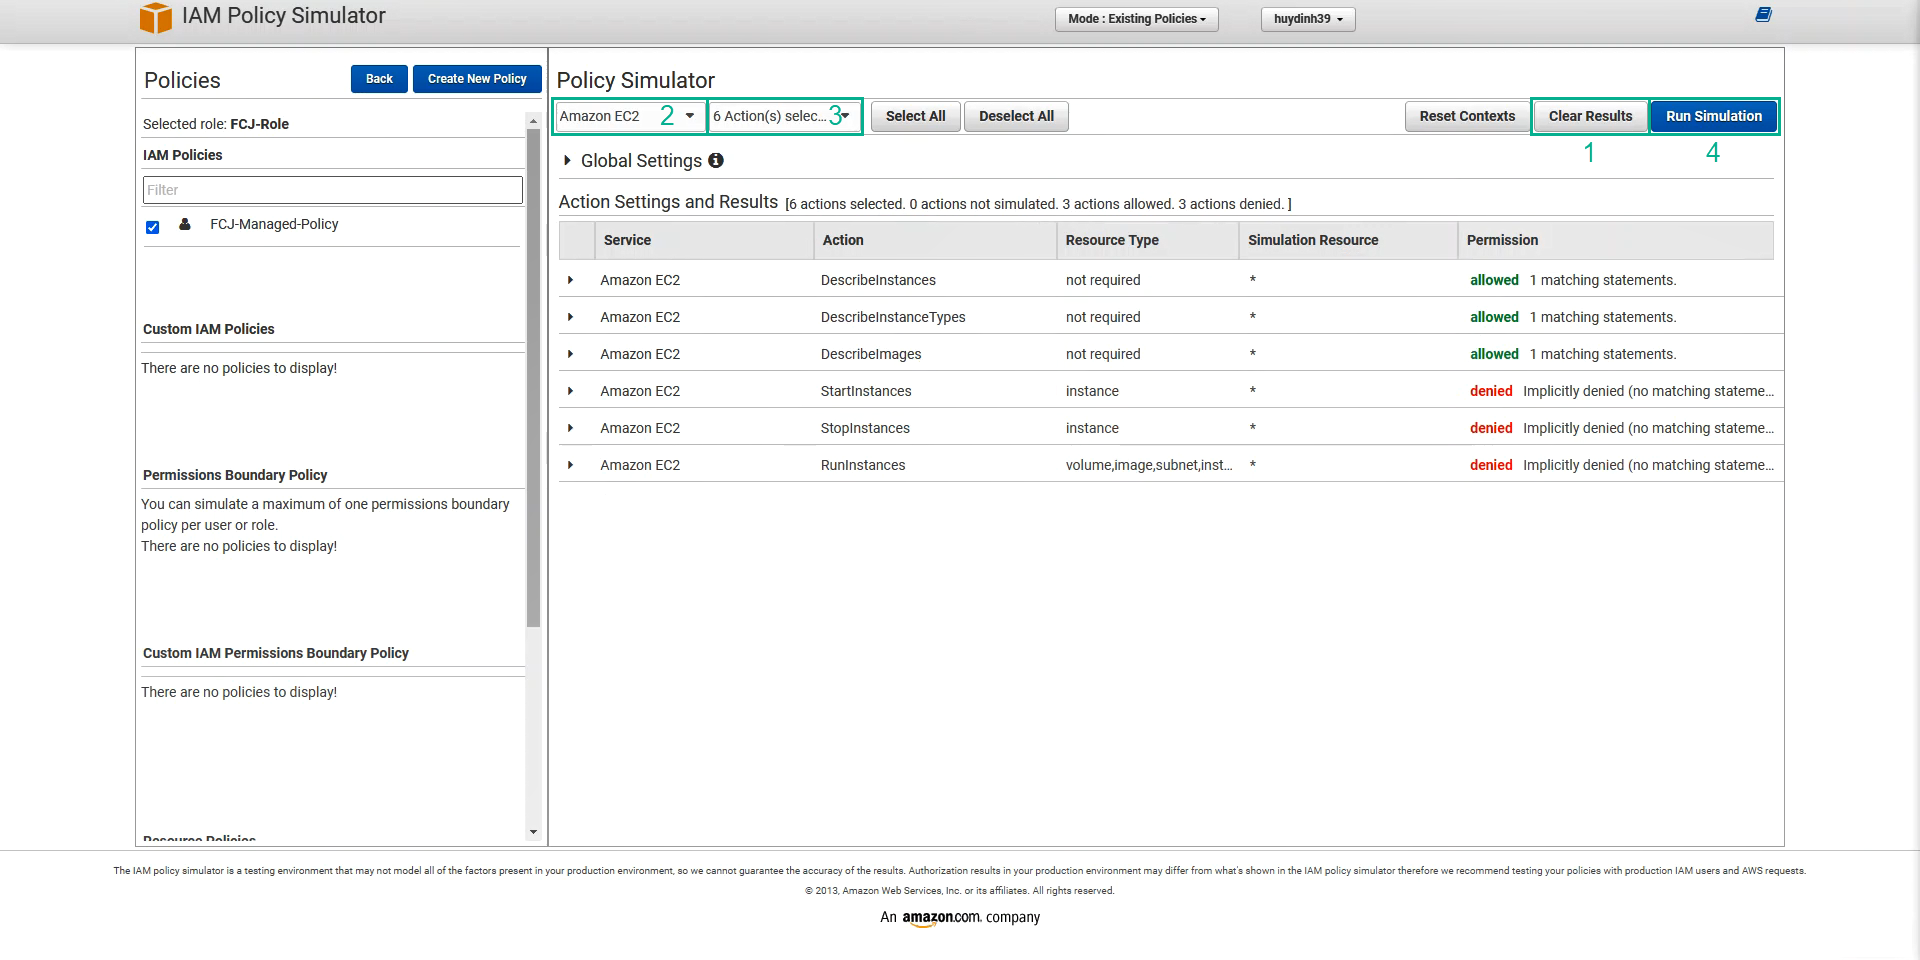 IAM Policy Simulator
Mode : Existing Policies
huydinh39
Policies
Back
Create New Policy
Selected role: FCJ-Role
IAM Policies
Filter
FCJ-Managed-Policy
Custom IAM Policies
There are no policies to display!
Permissions Boundary Policy
You can simulate a maximum of one permissions boundary
policy per user or role.
There are no policies to display!
Custom IAM Permissions Boundary Policy
There are no policies to display!
Resource Policies
Policy Simulator
Amazon EC2 2
6 Action(s) selec... 3
Select All
Deselect All
Reset Contexts
Clear Results
Run Simulation
1
4
Global Settings
Action Settings and Results [6 actions selected. 0 actions not simulated. 3 actions allowed. 3 actions denied. ]
Service Action Resource Type Simulation Resource Permission
Amazon EC2 DescribeInstances not required * allowed 1 matching statements.
Amazon EC2 DescribeInstanceTypes not required * allowed 1 matching statements.
Amazon EC2 DescribeImages not required * allowed 1 matching statements.
Amazon EC2 StartInstances instance * denied Implicitly denied (no matching stateme...
Amazon EC2 StopInstances instance * denied Implicitly denied (no matching stateme...
Amazon EC2 RunInstances volume,image,subnet,inst... * denied Implicitly denied (no matching stateme...
The IAM policy simulator is a testing environment that may not model all of the factors present in your production environment, so we cannot guarantee the accuracy of the results. Authorization results in your production environment may differ from what's shown in the IAM policy simulator therefore we recommend testing your policies with production IAM users and AWS requests.
© 2013, Amazon Web Services, Inc. or its affiliates. All rights reserved.
An amazon.com. company